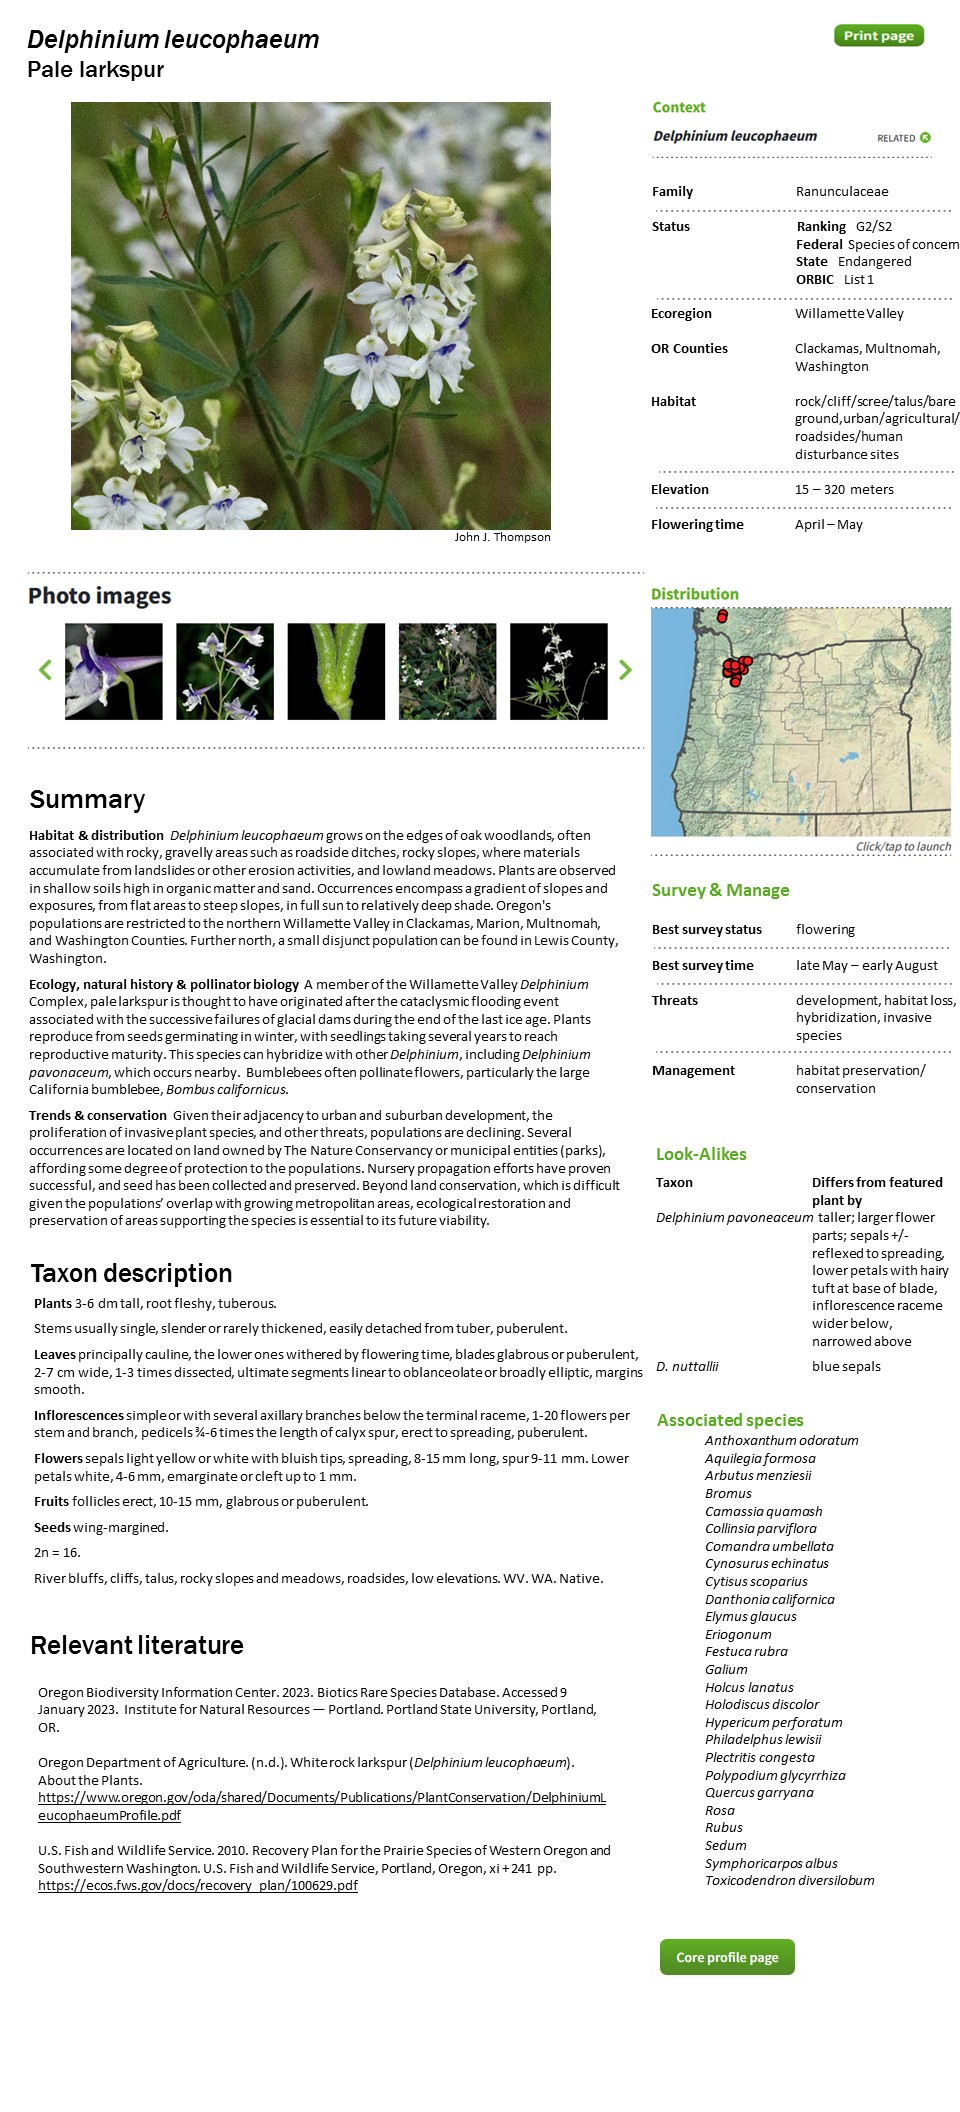 Delphinium leucophaeum
Pale larkspur
Print page
John J. Thompson
Photo images
Summary
Habitat & distribution Delphinium leucophaeum grows on the edges of oak woodlands, often
associated with rocky, gravelly areas such as roadside ditches, rocky slopes, where materials
accumulate from landslides or other erosion activities, and lowland meadows. Plants are observed
in shallow soils high in organic matter and sand. Occurrences encompass a gradient of slopes and
exposures, from flat areas to steep slopes, in full sun to relatively deep shade. Oregon's
populations are restricted to the northern Willamette Valley in Clackamas, Marion, Multnomah,
and Washington Counties. Further north, a small disjunct population can be found in Lewis County,
Washington.
Ecology, natural history & pollinator biology A member of the Willamette Valley Delphinium
Complex, pale larkspur is thought to have originated after the cataclysmic flooding event
associated with the successive failures of glacial dams during the end of the last ice age. Plants
reproduce from seeds germinating in winter, with seedlings taking several years to reach
reproductive maturity. This species can hybridize with other Delphinium, including Delphinium
pavonaceum, which occurs nearby. Bumblebees often pollinate flowers, particularly the large
California bumblebee, Bombus californicus.
Trends & conservation Given their adjacency to urban and suburban development, the
proliferation of invasive plant species, and other threats, populations are declining. Several
occurrences are located on land owned by The Nature Conservancy or municipal entities (parks),
affording some degree of protection to the populations. Nursery propagation efforts have proven
successful, and seed has been collected and preserved. Beyond land conservation, which is difficult
given the populations' overlap with growing metropolitan areas, ecological restoration and
preservation of areas supporting the species is essential to its future viability.
Taxon description
Plants 3-6 dm tall, root fleshy, tuberous.
Stems usually single, slender or rarely thickened, easily detached from tuber, puberulent.
Leaves principally cauline, the lower ones withered by flowering time, blades glabrous or puberulent,
2-7 cm wide, 1-3 times dissected, ultimate segments linear to oblanceolate or broadly elliptic, margins
smooth.
Inflorescences simple or with several axillary branches below the terminal raceme, 1-20 flowers per
stem and branch, pedicels ¾-6 times the length of calyx spur, erect to spreading, puberulent.
Flowers sepals light yellow or white with bluish tips, spreading, 8-15 mm long, spur 9-11 mm. Lower
petals white, 4-6 mm, emarginate or cleft up to 1 mm.
Fruits follicles erect, 10-15 mm, glabrous or puberulent.
Seeds wing-margined.
2n = 16.
River bluffs, cliffs, talus, rocky slopes and meadows, roadsides, low elevations. WV. WA. Native.
Relevant literature
Oregon Biodiversity Information Center. 2023. Biotics Rare Species Database. Accessed 9
January 2023. Institute for Natural Resources — Portland. Portland State University, Portland,
OR.
Oregon Department of Agriculture. (n.d.). White rock larkspur (Delphinium leucophaeum).
About the Plants.
https://www.oregon.gov/oda/shared/Documents/Publications/PlantConservation/DelphiniumL
eucophaeumProfile.pdf
U.S. Fish and Wildlife Service. 2010. Recovery Plan for the Prairie Species of Western Oregon and
Southwestern Washington. U.S. Fish and Wildlife Service, Portland, Oregon, xi + 241 pp.
https://ecos.fws.gov/docs/recovery_plan/100629.pdf
Context
Delphinium leucophaeum RELATED
Family Ranunculaceae
Status Ranking G2/S2
Federal Species of concern
State Endangered
ORBIC List 1
Ecoregion Willamette Valley
OR Counties Clackamas, Multnomah,
Washington
Habitat rock/cliff/scree/talus/bare
ground,urban/agricultural/
roadsides/human
disturbance sites
Elevation 15 – 320 meters
Flowering time April – May
Distribution
Click/tap to launch
Survey & Manage
Best survey status flowering
Best survey time late May – early August
Threats development, habitat loss,
hybridization, invasive
species
Management habitat preservation/
conservation
Look-Alikes
Taxon Differs from featured
plant by
Delphinium pavoneaceum taller; larger flower
parts; sepals +/-
reflexed to spreading,
lower petals with hairy
tuft at base of blade,
inflorescence raceme
wider below,
narrowed above
D. nuttallii blue sepals
Associated species
Anthoxanthum odoratum
Aquilegia formosa
Arbutus menziesii
Bromus
Camassia quamash
Collinsia parviflora
Comandra umbellata
Cynosurus echinatus
Cytisus scoparius
Danthonia californica
Elymus glaucus
Eriogonum
Festuca rubra
Galium
Holcus lanatus
Holodiscus discolor
Hypericum perforatum
Philadelphus lewisii
Plectritis congesta
Polypodium glycyrrhiza
Quercus garryana
Rosa
Rubus
Sedum
Symphoricarpos albus
Toxicodendron diversilobum
Core profile page